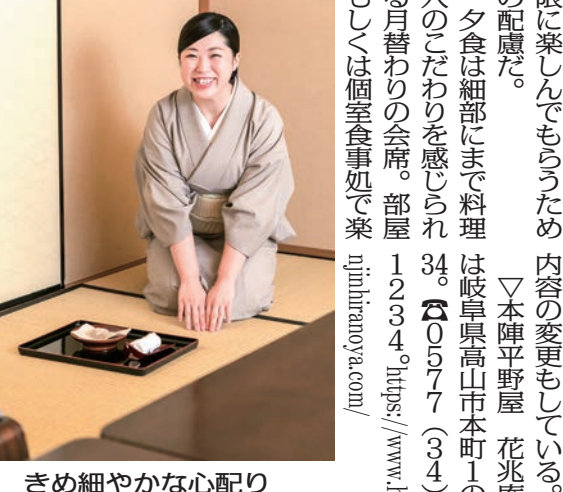 限に楽しんでもらうため
の配慮だ。
夕食は細部にまで料理
人のこだわりを感じられ
る月替わりの会席。部屋
もしくは個室食事処で楽
内容の変更もしている。
▽本陣平野屋　花兆庵
は岐阜県高山市本町1の
34。☎0577（34）
1234。https://www.h
njinhiranoya.com/
きめ細やかな心配り